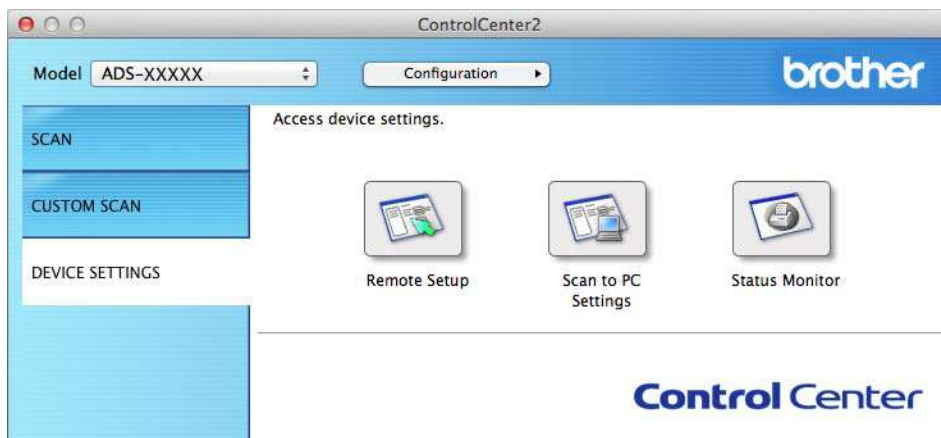 ControlCenter2
Model ADS-XXXXX Configuration brother
SCAN
CUSTOM SCAN
DEVICE SETTINGS
Access device settings.
Remote Setup
Scan to PC
Settings
Status Monitor
Control Center